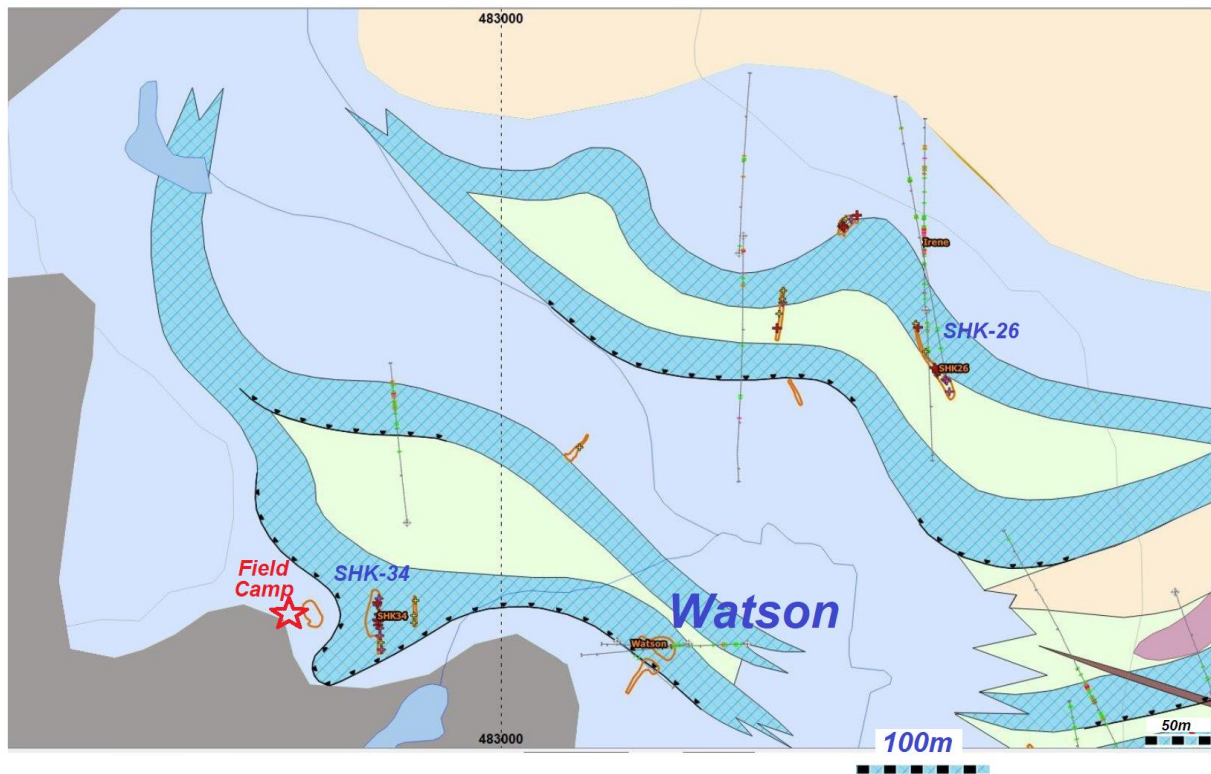 483000
Irene
SHK-26
SHK26
Field
Camp
SHK-34
SHK34
Watson
Watson
483000
100m
50m